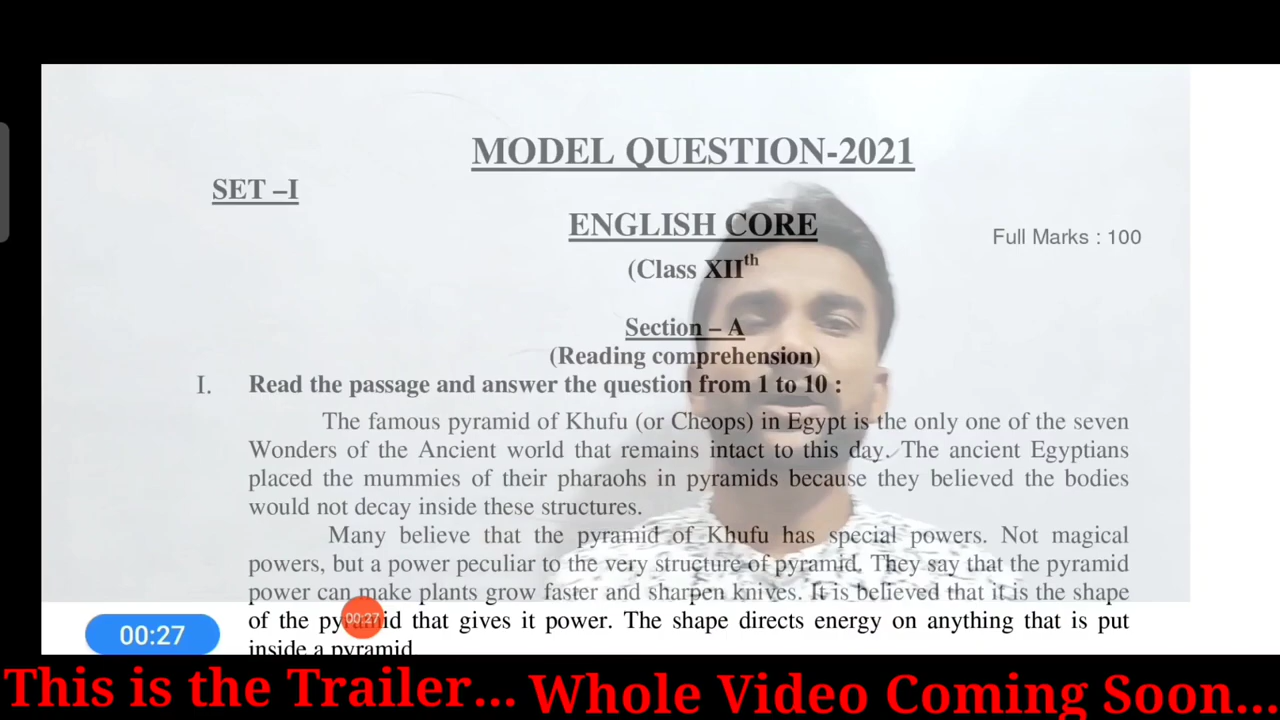 MODEL QUESTION-2021
SET –I
ENGLISH CORE
Full Marks : 100
(Class XIIth
Section – A
(Reading comprehension)
I. Read the passage and answer the question from 1 to 10 :
The famous pyramid of Khufu (or Cheops) in Egypt is the only one of the seven
Wonders of the Ancient world that remains intact to this day. The ancient Egyptians
placed the mummies of their pharaohs in pyramids because they believed the bodies
would not decay inside these structures.
Many believe that the pyramid of Khufu has special powers. Not magical
powers, but a power peculiar to the very structure of pyramid. They say that the pyramid
power can make plants grow faster and sharpen knives. It is believed that it is the shape
of the pyramid that gives it power. The shape directs energy on anything that is put
inside a pyramid
00:27
00:27
This is the Trailer... Whole Video Coming Soon...